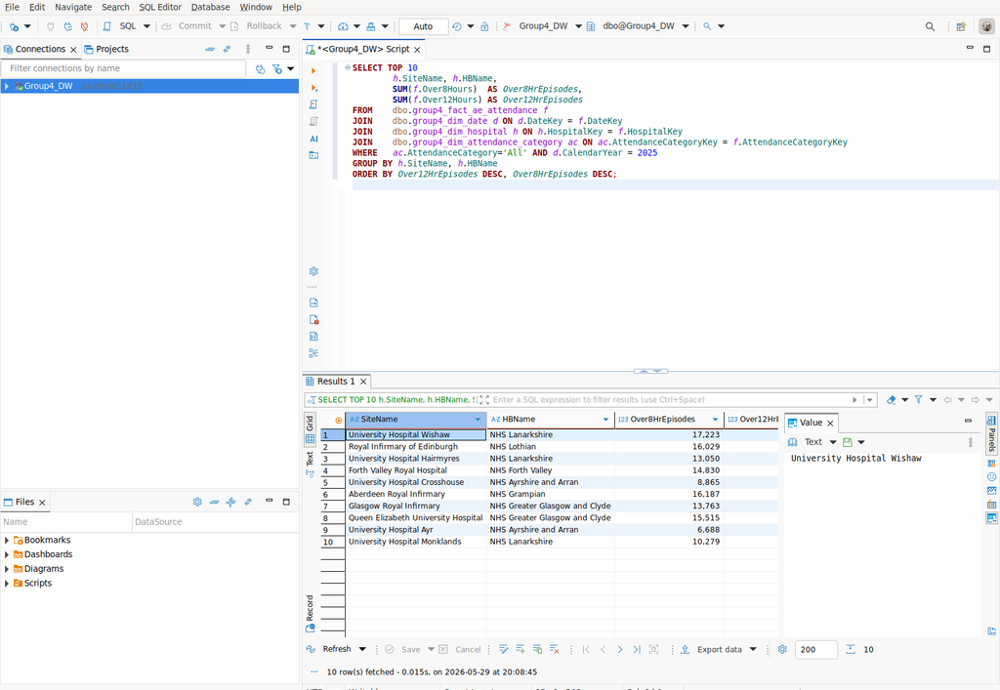 File Edit Navigate Search SQL Editor Database Window Help
SQL Commit Rollback T Auto Group4_DW dbo@Group4_DW
Connections Projects
Filter connections by name
Group4_DW localhost:1433
*<Group4_DW> Script
SELECT TOP 10
h.SiteName, h.HBName,
SUM(f.Over8Hours) AS Over8HrEpisodes,
SUM(f.Over12Hours) AS Over12HrEpisodes
FROM dbo.group4_fact_ae_attendance f
JOIN dbo.group4_dim_date d ON d.DateKey = f.DateKey
JOIN dbo.group4_dim_hospital h ON h.HospitalKey = f.HospitalKey
JOIN dbo.group4_dim_attendance_category ac ON ac.AttendanceCategoryKey = f.AttendanceCategoryKey
WHERE ac.AttendanceCategory='All' AND d.CalendarYear = 2025
GROUP BY h.SiteName, h.HBName
ORDER BY Over12HrEpisodes DESC, Over8HrEpisodes DESC;
AI
Files
Name DataSource
Bookmarks
Dashboards
Diagrams
Scripts
Results 1
SELECT TOP 10 h.SiteName, h.HBName, Enter a SQL expression to filter results (use Ctrl+Space)
Grid
Text
Record
AZ SiteName AZ HBName 123 Over8HrEpisodes 123 Over12HrE
1 University Hospital Wishaw NHS Lanarkshire 17,223
2 Royal Infirmary of Edinburgh NHS Lothian 16,029
3 University Hospital Hairmyres NHS Lanarkshire 13,050
4 Forth Valley Royal Hospital NHS Forth Valley 14,830
5 University Hospital Crosshouse NHS Ayrshire and Arran 8,865
6 Aberdeen Royal Infirmary NHS Grampian 16,187
7 Glasgow Royal Infirmary NHS Greater Glasgow and Clyde 13,763
8 Queen Elizabeth University Hospital NHS Greater Glasgow and Clyde 15,515
9 University Hospital Ayr NHS Ayrshire and Arran 6,688
10 University Hospital Monklands NHS Lanarkshire 10,279
Value
Text
University Hospital Wishaw
Panels
Refresh Save Cancel Export data 200 10
10 row(s) fetched - 0.015s, on 2026-05-29 at 20:08:45